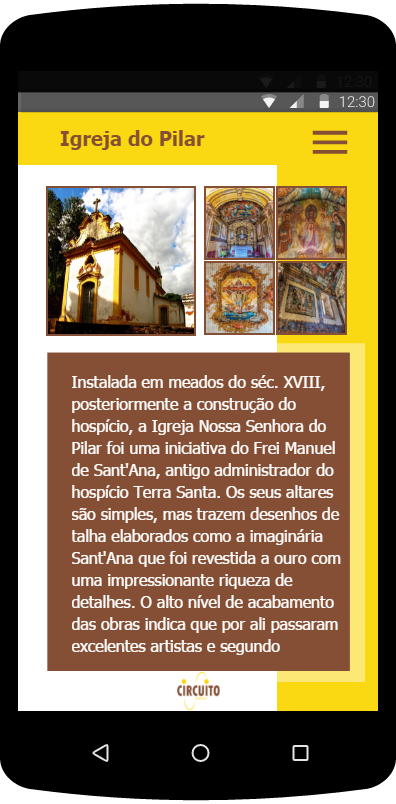 12:30
12:30
Igreja do Pilar
Instalada em meados do séc. XVIII,
posteriormente a construção do
hospício, a Igreja Nossa Senhora do
Pilar foi uma iniciativa do Frei Manuel
de Sant'Ana, antigo administrador do
hospício Terra Santa. Os seus altares
são simples, mas trazem desenhos de
talha elaborados como a imaginária
Sant'Ana que foi revestida a ouro com
uma impressionante riqueza de
detalhes. O alto nível de acabamento
das obras indica que por ali passaram
excelentes artistas e segundo
CIRCUITO